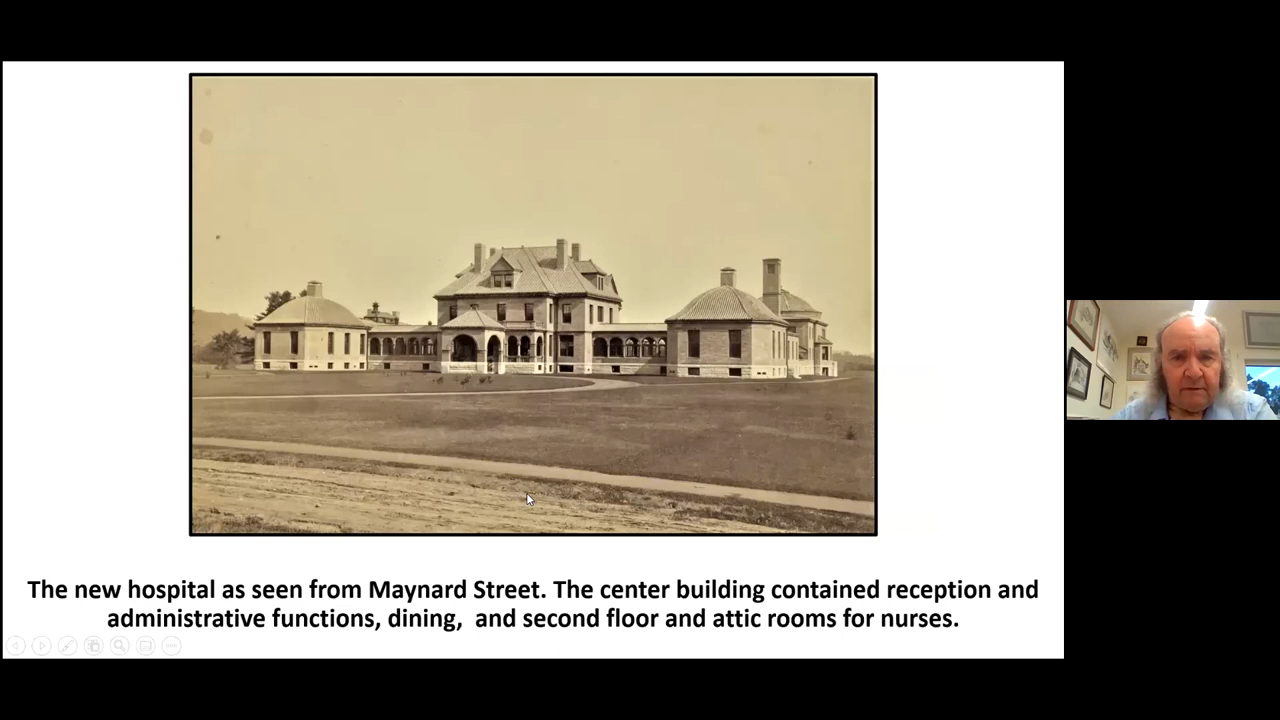 The new hospital as seen from Maynard Street. The center building contained reception and
administrative functions, dining,  and second floor and attic rooms for nurses.